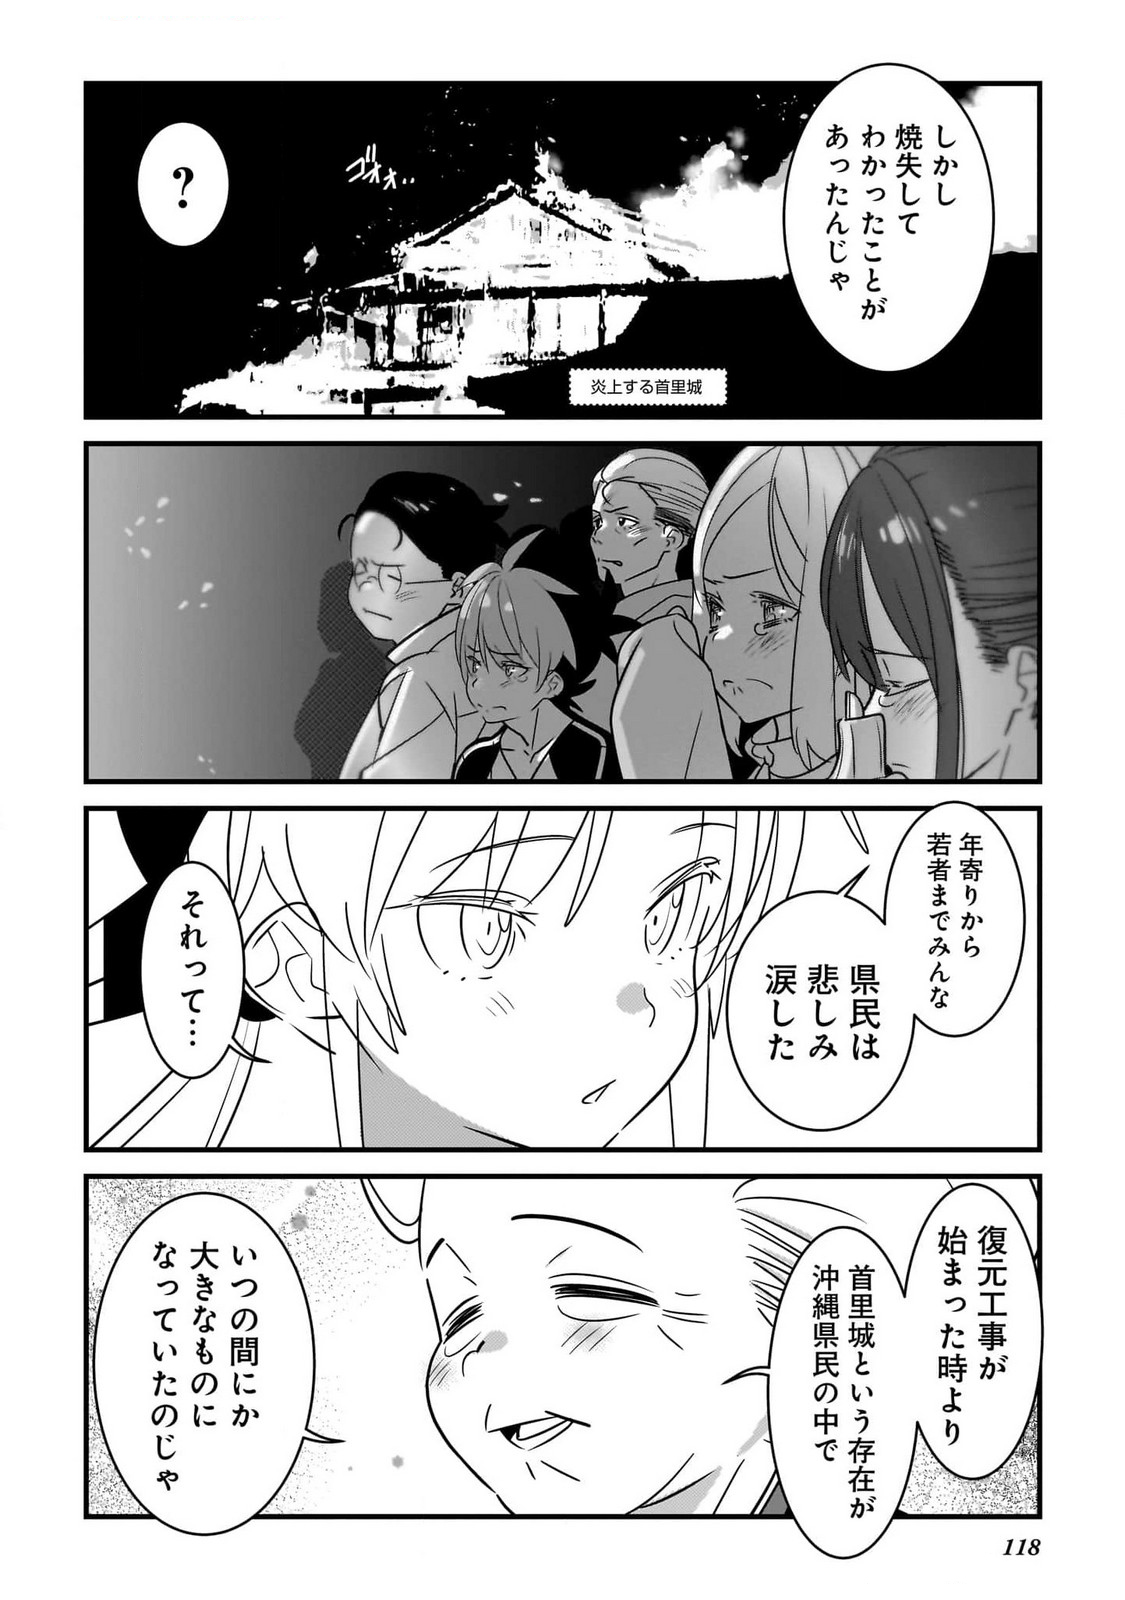 しかし
焼失して
わかったことが
あったんじゃ
ゴオォ…
?
炎上する首里城
年寄りから
若者までみんな
県民は
悲しみ
涙した
それって…
復元工事が
始まった時より
首里城という存在が
沖縄県民の中で
いつの間にか
大きなものに
なっていたのじゃ
118